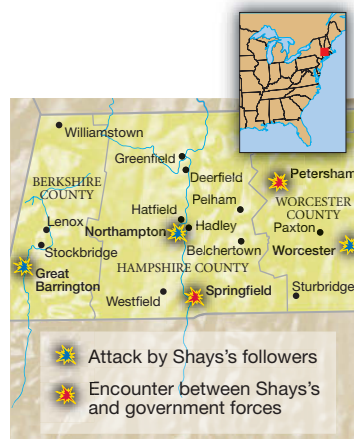 Williamstown
Greenfield
Deerfield
Petersham
BERKSHIRE
COUNTY
Pelham
WORCESTER
COUNTY
Hatfield
Lenox
Northampton
Hadley
Paxton
Stockbridge
Belchertown
Worcester
Great
Barrington
HAMPSHIRE COUNTY
Westfield
Springfield
Sturbridge
Attack by Shays's followers
Encounter between Shays's
and government forces